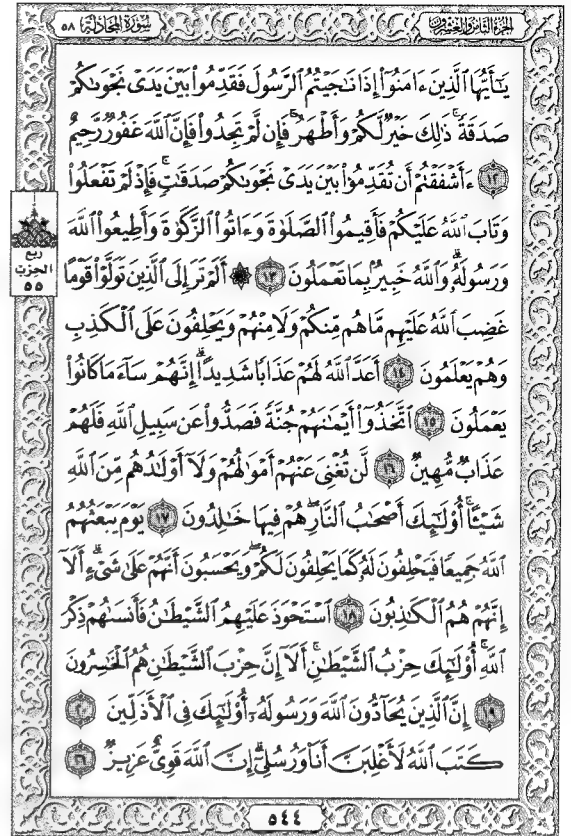 الجزء الثامن والعشرون
سورة المجادلة ٥٨
يَٰٓأَيُّهَا ٱلَّذِينَ ءَامَنُوٓا۟ إِذَا نَٰجَيْتُمُ ٱلرَّسُولَ فَقَدِّمُوا۟ بَيْنَ يَدَىْ نَجْوَىٰكُمْ
صَدَقَةً ۚ ذَٰلِكَ خَيْرٌ لَّكُمْ وَأَطْهَرُ ۚ فَإِن لَّمْ تَجِدُوا۟ فَإِنَّ ٱللَّهَ غَفُورٌ رَّحِيمٌ
١٢ ءَأَشْفَقْتُمْ أَن تُقَدِّمُوا۟ بَيْنَ يَدَىْ نَجْوَىٰكُمْ صَدَقَٰتٍ ۚ فَإِذْ لَمْ تَفْعَلُوا۟
وَتَابَ ٱللَّهُ عَلَيْكُمْ فَأَقِيمُوا۟ ٱلصَّلَوٰةَ وَءَاتُوا۟ ٱلزَّكَوٰةَ وَأَطِيعُوا۟ ٱللَّهَ
وَرَسُولَهُۥ ۚ وَٱللَّهُ خَبِيرٌۢ بِمَا تَعْمَلُونَ ١٣ ۞ أَلَمْ تَرَ إِلَى ٱلَّذِينَ تَوَلَّوْا۟ قَوْمًا
غَضِبَ ٱللَّهُ عَلَيْهِم مَّا هُم مِّنكُمْ وَلَا مِنْهُمْ وَيَحْلِفُونَ عَلَى ٱلْكَذِبِ
وَهُمْ يَعْلَمُونَ ١٤ أَعَدَّ ٱللَّهُ لَهُمْ عَذَابًا شَدِيدًا ۖ إِنَّهُمْ سَآءَ مَا كَانُوا۟
يَعْمَلُونَ ١٥ ٱتَّخَذُوٓا۟ أَيْمَٰنَهُمْ جُنَّةً فَصَدُّوا۟ عَن سَبِيلِ ٱللَّهِ فَلَهُمْ
عَذَابٌ مُّهِينٌ ١٦ لَّن تُغْنِىَ عَنْهُمْ أَمْوَٰلُهُمْ وَلَآ أَوْلَٰدُهُم مِّنَ ٱللَّهِ
شَيْـًٔا ۚ أُو۟لَٰٓئِكَ أَصْحَٰبُ ٱلنَّارِ ۖ هُمْ فِيهَا خَٰلِدُونَ ١٧ يَوْمَ يَبْعَثُهُمُ
ٱللَّهُ جَمِيعًا فَيَحْلِفُونَ لَهُۥ كَمَا يَحْلِفُونَ لَكُمْ ۖ وَيَحْسَبُونَ أَنَّهُمْ عَلَىٰ شَىْءٍ ۚ أَلَآ
إِنَّهُمْ هُمُ ٱلْكَٰذِبُونَ ١٨ ٱسْتَحْوَذَ عَلَيْهِمُ ٱلشَّيْطَٰنُ فَأَنسَىٰهُمْ ذِكْرَ
ٱللَّهِ ۚ أُو۟لَٰٓئِكَ حِزْبُ ٱلشَّيْطَٰنِ ۚ أَلَآ إِنَّ حِزْبَ ٱلشَّيْطَٰنِ هُمُ ٱلْخَٰسِرُونَ
١٩ إِنَّ ٱلَّذِينَ يُحَآدُّونَ ٱللَّهَ وَرَسُولَهُۥٓ أُو۟لَٰٓئِكَ فِى ٱلْأَذَلِّينَ ٢٠
كَتَبَ ٱللَّهُ لَأَغْلِبَنَّ أَنَا۠ وَرُسُلِىٓ ۚ إِنَّ ٱللَّهَ قَوِىٌّ عَزِيزٌ ٢١
ربع
الحزب
٥٥
٥٤٤